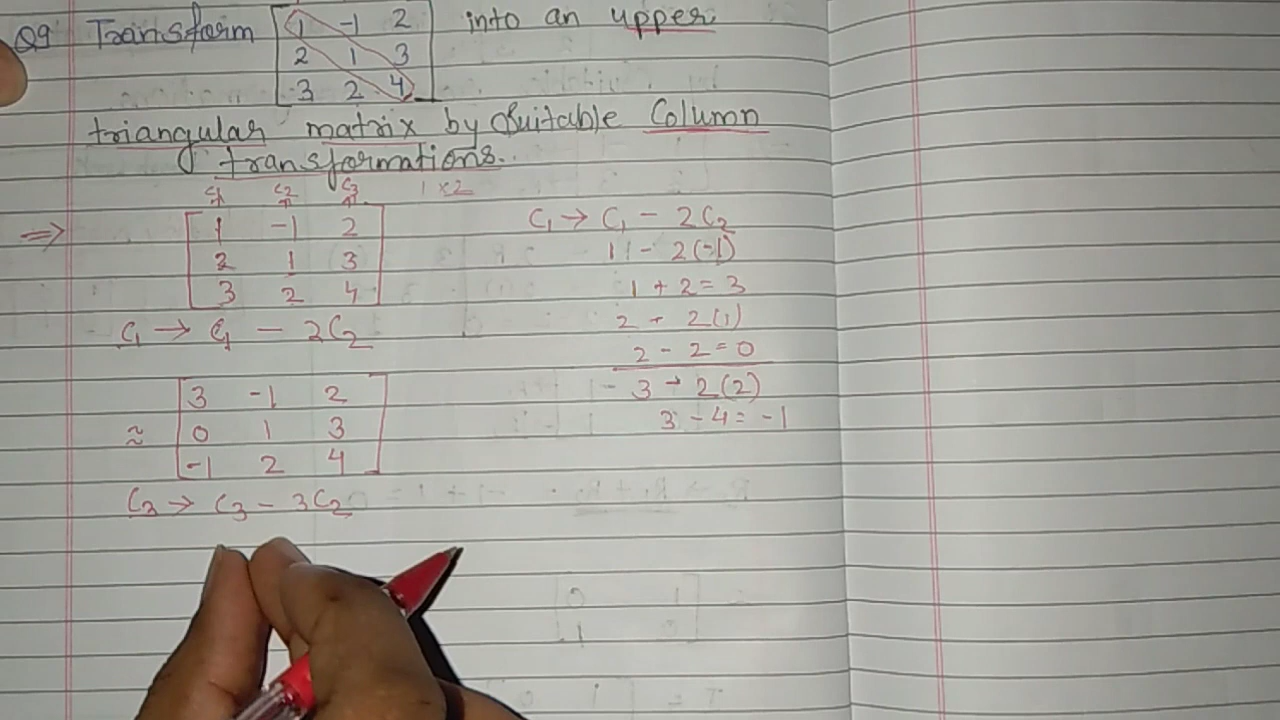 Q9 Transform [1 -1 2 into an upper
2 1 3
3 2 4]
triangular matrix by Suitable Column
transformations.
C1 C2 C3 1 x 2
⇒ [1 -1 2
2 1 3
3 2 4]
C1 → C1 - 2C2
≈ [3 -1 2
0 1 3
-1 2 4]
C3 → C3 - 3C2
C1 → C1 - 2C2
1 - 2(-1)
1 + 2 = 3
2 - 2(1)
2 - 2 = 0
3 - 2(2)
3 - 4 = -1